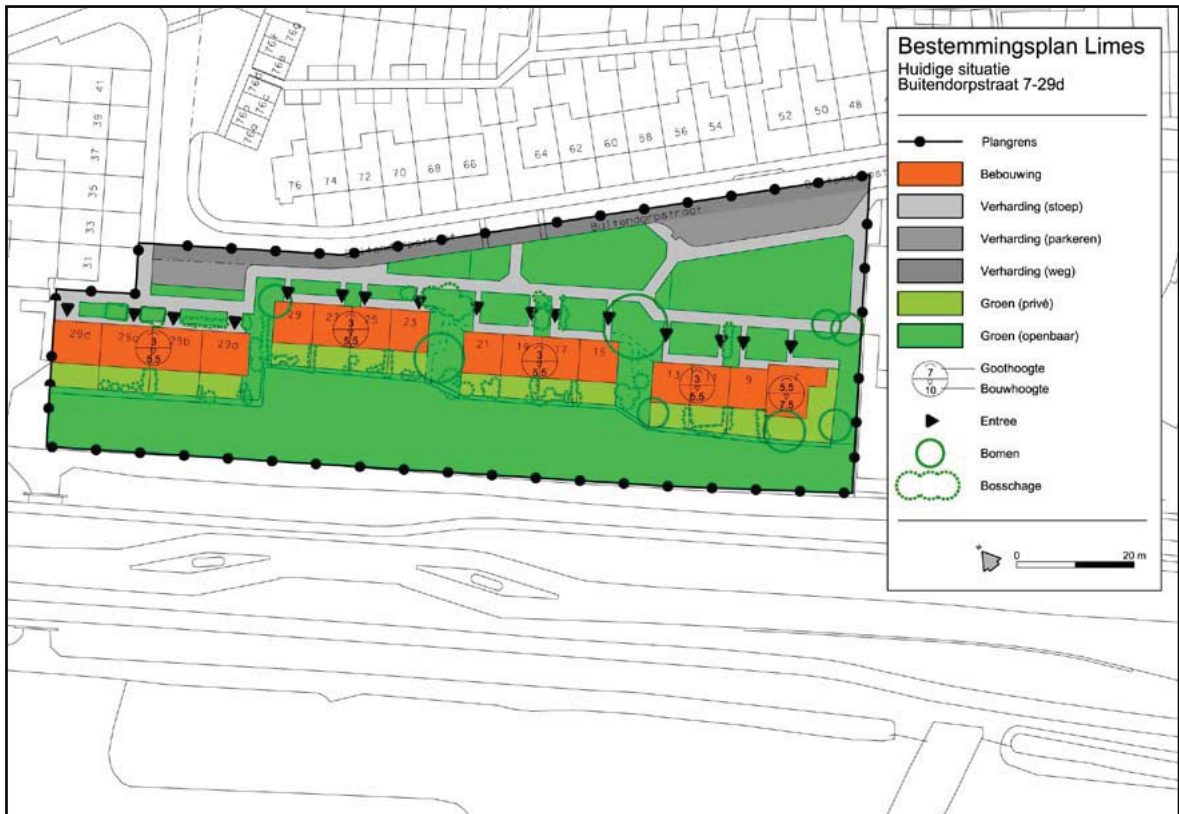 Bestemmingsplan Limes
Huidige situatie
Buitendorpstraat 7-29d
Plangrens
Bebouwing
Verharding (stoep)
Verharding (parkeren)
Verharding (weg)
Groen (privé)
Groen (openbaar)
7
10
Goothoogte
Bouwhoogte
Entree
Bomen
Bosschage
0 20 m
41
39
37
35
33
31
76
74
72
70
68
66
64
62
60
58
56
54
52
50
48
Buitendorpstraat
29
27
25
23
3
5.5
21
19
17
15
3
5.5
13
11
9
7
3
5.5
5.5
7.5
29b
29a
3
5.5